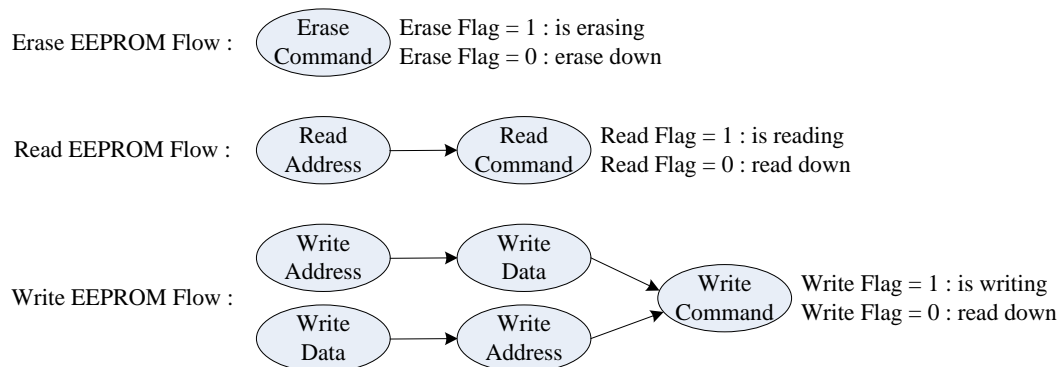 Erase EEPROM Flow :
Erase
Command
Erase Flag = 1 : is erasing
Erase Flag = 0 : erase down
Read EEPROM Flow :
Read
Address
Read
Command
Read Flag = 1 : is reading
Read Flag = 0 : read down
Write EEPROM Flow :
Write
Address
Write
Data
Write
Data
Write
Address
Write
Command
Write Flag = 1 : is writing
Write Flag = 0 : read down